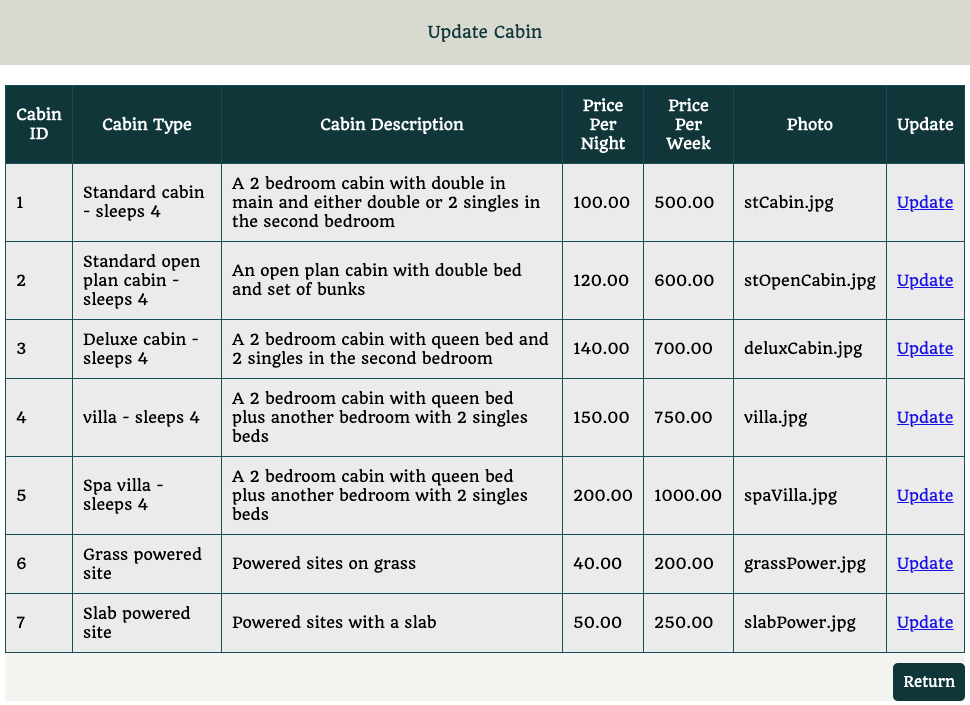 Update Cabin
Cabin ID Cabin Type Cabin Description Price Per Night Price Per Week Photo Update
1 Standard cabin - sleeps 4 A 2 bedroom cabin with double in main and either double or 2 singles in the second bedroom 100.00 500.00 stCabin.jpg Update
2 Standard open plan cabin - sleeps 4 An open plan cabin with double bed and set of bunks 120.00 600.00 stOpenCabin.jpg Update
3 Deluxe cabin - sleeps 4 A 2 bedroom cabin with queen bed and 2 singles in the second bedroom 140.00 700.00 deluxCabin.jpg Update
4 villa - sleeps 4 A 2 bedroom cabin with queen bed plus another bedroom with 2 singles beds 150.00 750.00 villa.jpg Update
5 Spa villa - sleeps 4 A 2 bedroom cabin with queen bed plus another bedroom with 2 singles beds 200.00 1000.00 spaVilla.jpg Update
6 Grass powered site Powered sites on grass 40.00 200.00 grassPower.jpg Update
7 Slab powered site Powered sites with a slab 50.00 250.00 slabPower.jpg Update
Return